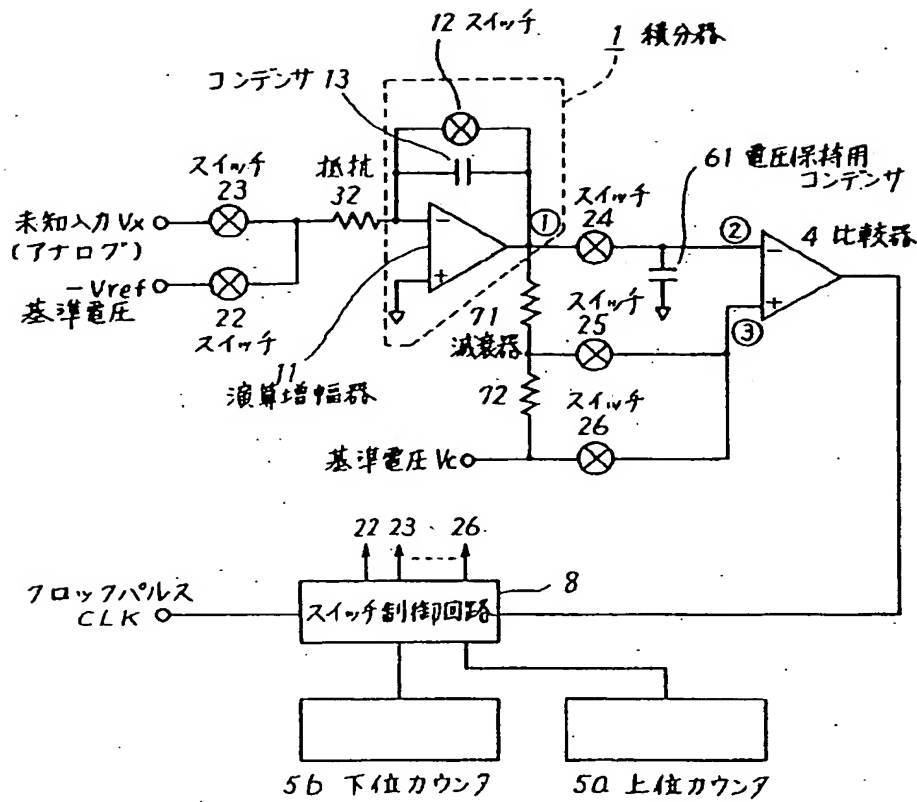 12 スイッチ
1 積分器
コンデンサ 13
スイッチ
23
抵抗
32
61 電圧保持用
コンデンサ
スイッチ
24
未知入力 Vx
(アナログ)
−
①
②
−
4 比較器
−Vref
基準電圧
22
スイッチ
+
71
減衰器
スイッチ
25
+
③
11
演算増幅器
72
スイッチ
26
基準電圧 Vc
22 23 26
クロックパルス
CLK
スイッチ制御回路
8
5b 下位カウンタ
5a 上位カウンタ